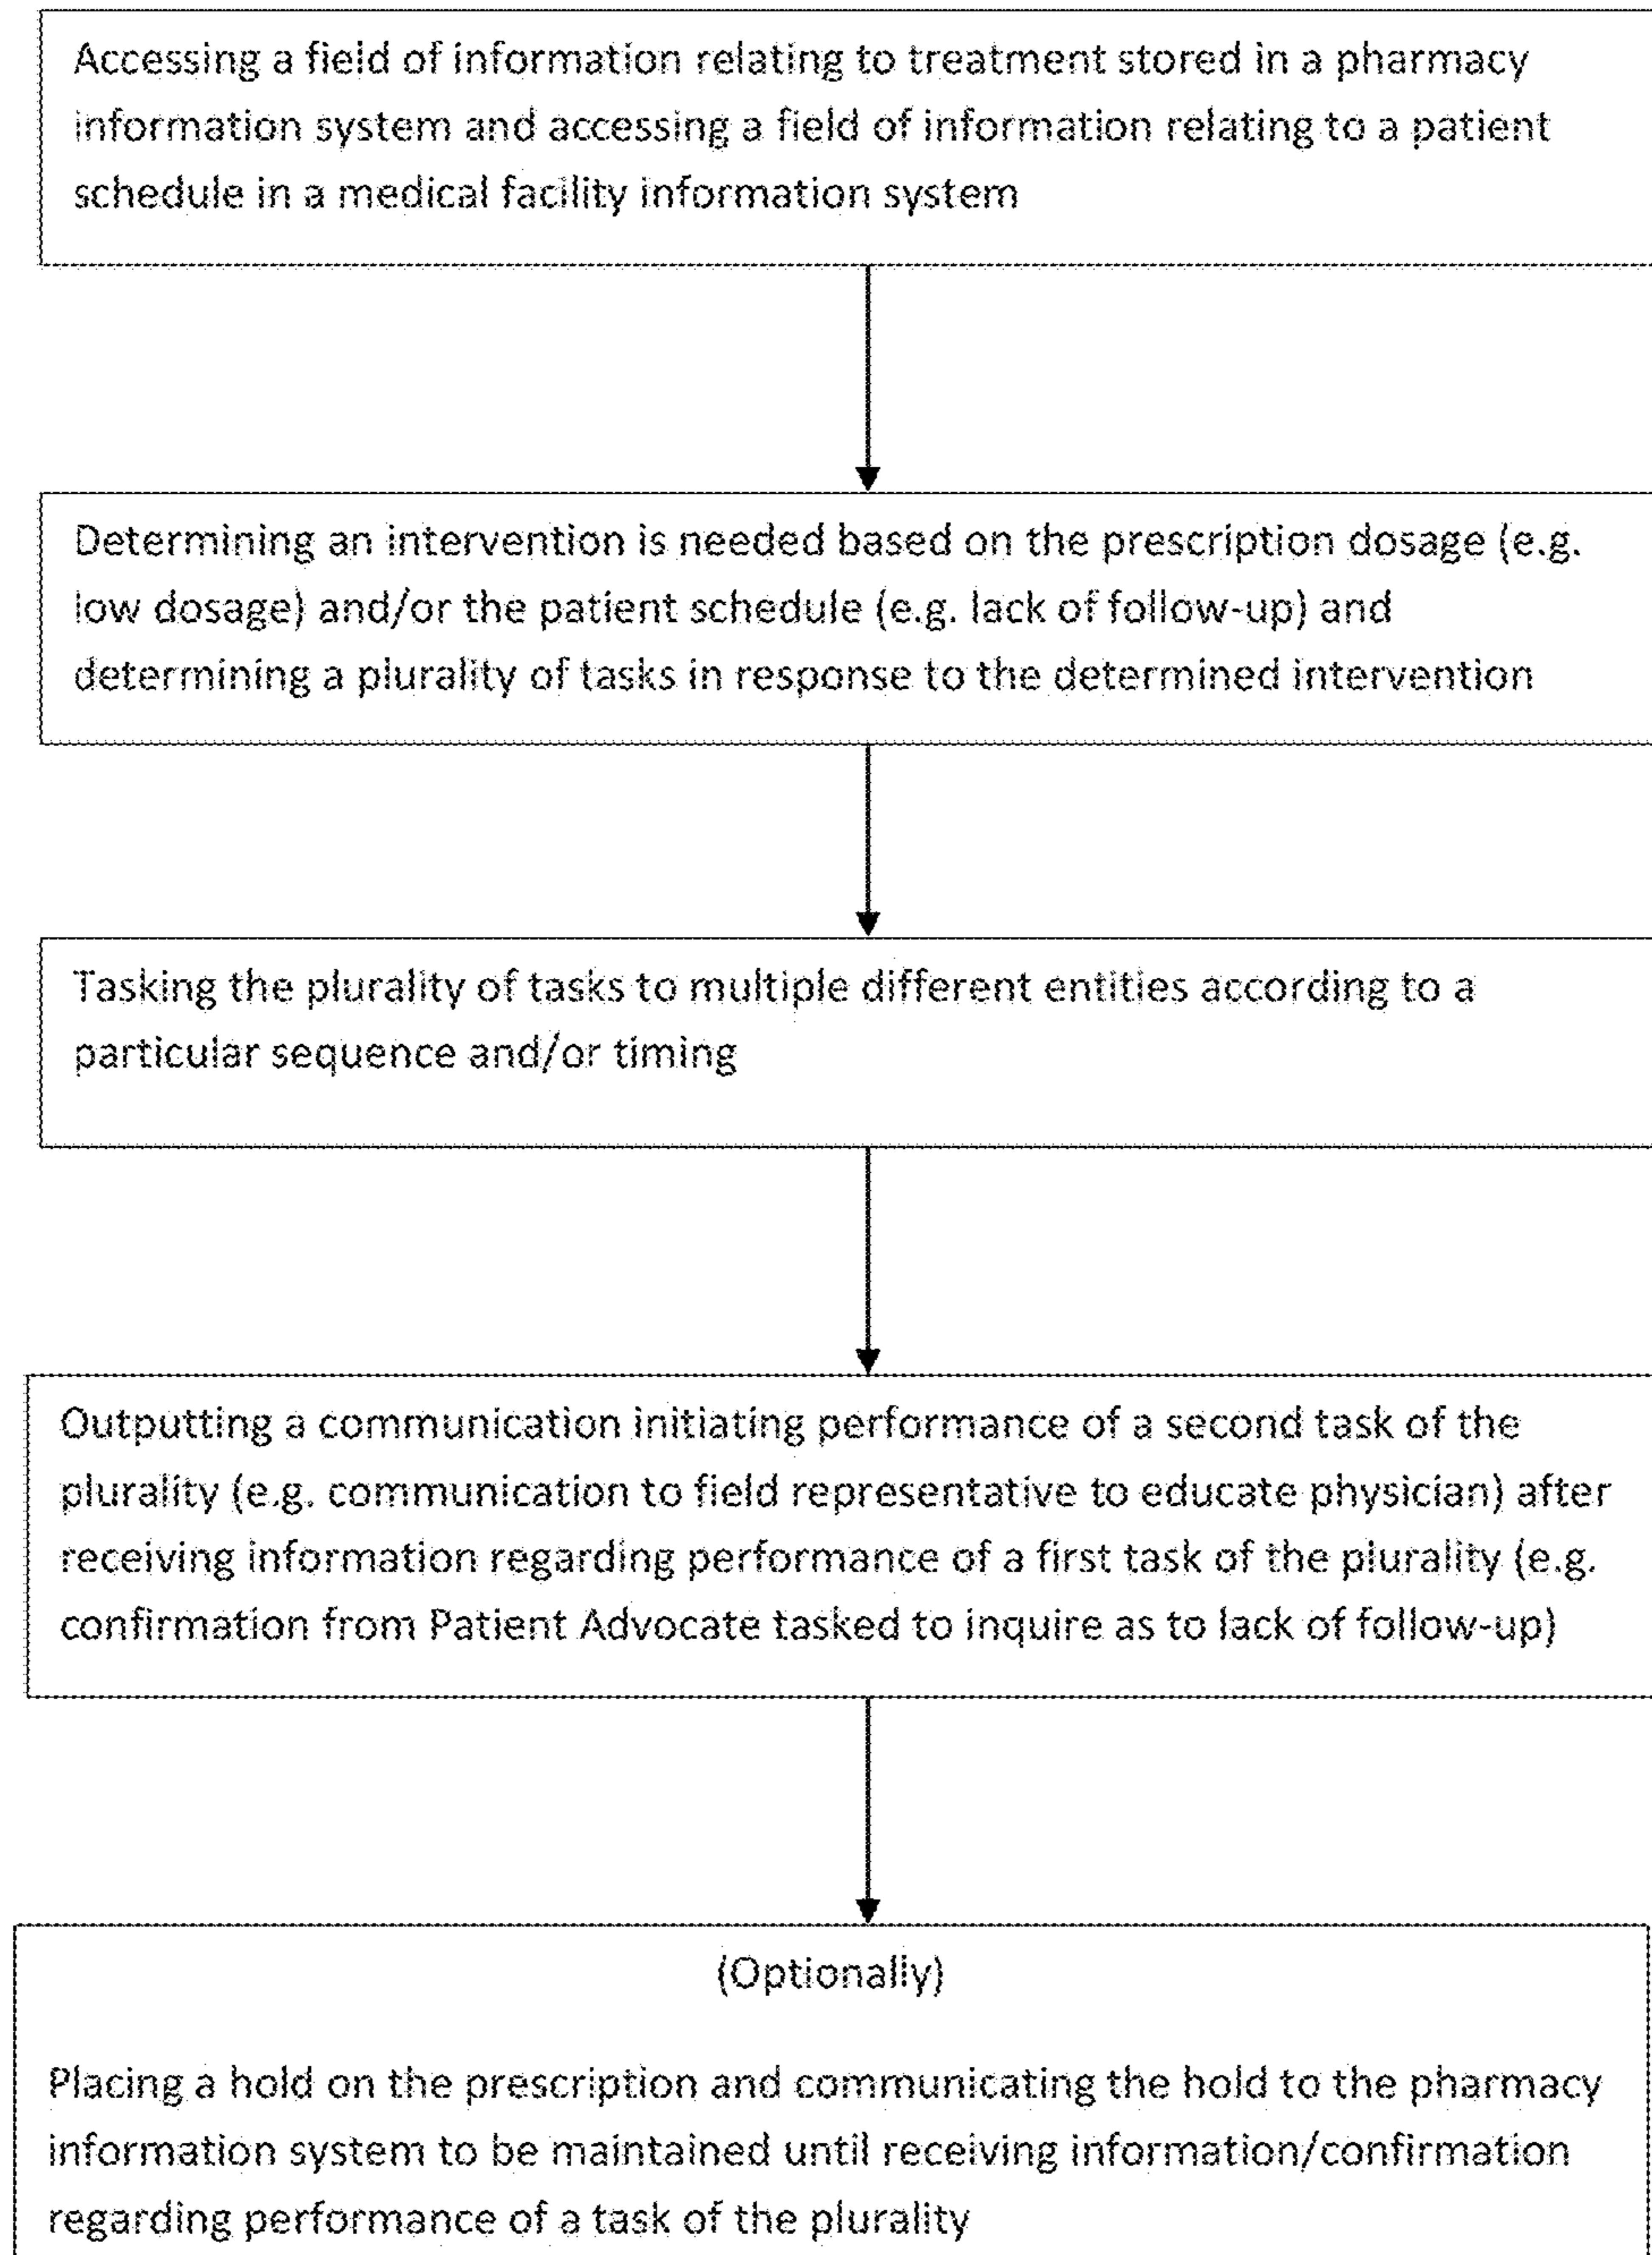 Accessing a field of information relating to treatment stored in a pharmacy
information system and accessing a field of information relating to a patient
schedule in a medical facility information system
Determining an intervention is needed based on the prescription dosage (e.g.
low dosage) and/or the patient schedule (e.g. lack of follow-up) and
determining a plurality of tasks in response to the determined intervention
Tasking the plurality of tasks to multiple different entities according to a
particular sequence and/or timing
Outputting a communication initiating performance of a second task of the
plurality (e.g. communication to field representative to educate physician) after
receiving information regarding performance of a first task of the plurality (e.g.
confirmation from Patient Advocate tasked to inquire as to lack of follow-up)
(Optionally)
Placing a hold on the prescription and communicating the hold to the pharmacy
information system to be maintained until receiving information/confirmation
regarding performance of a task of the plurality